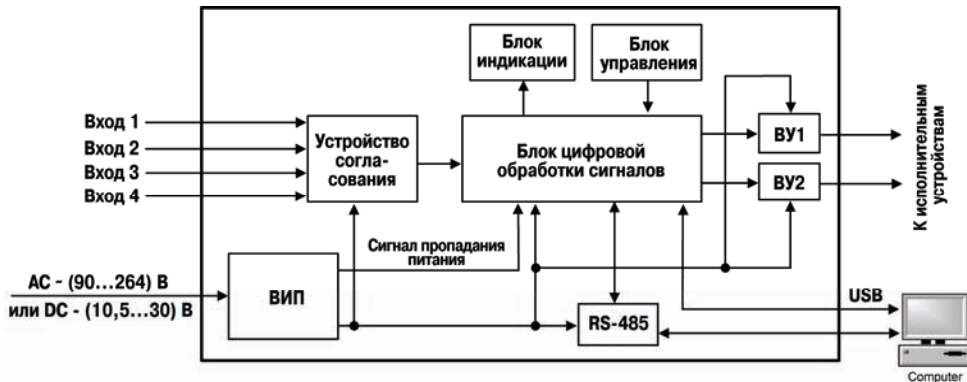 Блок
индикации
Блок
управления
Вход 1
Вход 2
Вход 3
Вход 4
Устройство
согла-
сования
Блок цифровой
обработки сигналов
ВУ1
ВУ2
К исполнительным
устройствам
Сигнал пропадания
питания
AC - (90...264) В
или DC - (10,5...30) В
ВИП
RS-485
USB
Computer